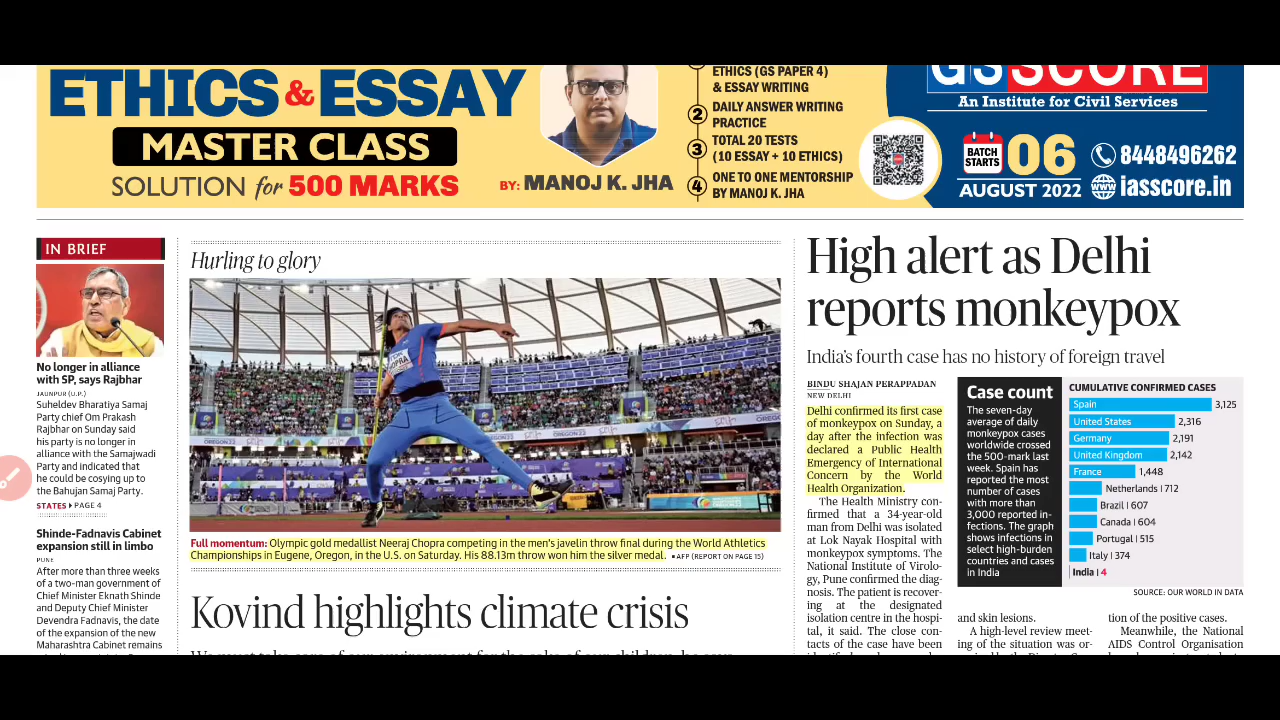 ETHICS & ESSAY
MASTER CLASS
SOLUTION for 500 MARKS
BY: MANOJ K. JHA
ETHICS (GS PAPER 4)
& ESSAY WRITING
2 DAILY ANSWER WRITING
PRACTICE
3 TOTAL 20 TESTS
(10 ESSAY + 10 ETHICS)
4 ONE TO ONE MENTORSHIP
BY MANOJ K. JHA
GS SCORE
An Institute for Civil Services
BATCH
STARTS
06
AUGUST 2022
8448496262
iasscore.in
IN BRIEF
No longer in alliance
with SP, says Rajbhar
JAUNPUR (U.P.)
Suheldev Bharatiya Samaj
Party chief Om Prakash
Rajbhar on Sunday said
his party is no longer in
alliance with the Samajwadi
Party and indicated that
he could be cosying up to
the Bahujan Samaj Party.
STATES PAGE 4
Shinde-Fadnavis Cabinet
expansion still in limbo
PUNE
After more than three weeks
of a two-man government of
Chief Minister Eknath Shinde
and Deputy Chief Minister
Devendra Fadnavis, the date
of the expansion of the new
Maharashtra Cabinet remains
Hurling to glory
CHOPRA
OREGON22
Full momentum: Olympic gold medallist Neeraj Chopra competing in the men's javelin throw final during the World Athletics
Championships in Eugene, Oregon, in the U.S. on Saturday. His 88.13m throw won him the silver medal. ▪ AFP (REPORT ON PAGE 15)
Kovind highlights climate crisis
We must take care of our environment for the sake of our children, he says
High alert as Delhi
reports monkeypox
India's fourth case has no history of foreign travel
BINDU SHAJAN PERAPPADAN
NEW DELHI
Delhi confirmed its first case
of monkeypox on Sunday, a
day after the infection was
declared a Public Health
Emergency of International
Concern by the World
Health Organization.
The Health Ministry con-
firmed that a 34-year-old
man from Delhi was isolated
at Lok Nayak Hospital with
monkeypox symptoms. The
National Institute of Virolo-
gy, Pune confirmed the diag-
nosis. The patient is recover-
ing at the designated
isolation centre in the hospi-
tal, it said. The close con-
tacts of the case have been
Case count
The seven-day
average of daily
monkeypox cases
worldwide crossed
the 500-mark last
week. Spain has
reported the most
number of cases
with more than
3,000 reported in-
fections. The graph
shows infections in
select high-burden
countries and cases
in India
CUMULATIVE CONFIRMED CASES
Spain 3,125
United States 2,316
Germany 2,191
United Kingdom 2,142
France 1,448
Netherlands | 712
Brazil | 607
Canada | 604
Portugal | 515
Italy | 374
India | 4
SOURCE: OUR WORLD IN DATA
and skin lesions.
A high-level review meet-
ing of the situation was or-
tion of the positive cases.
Meanwhile, the National
AIDS Control Organisation